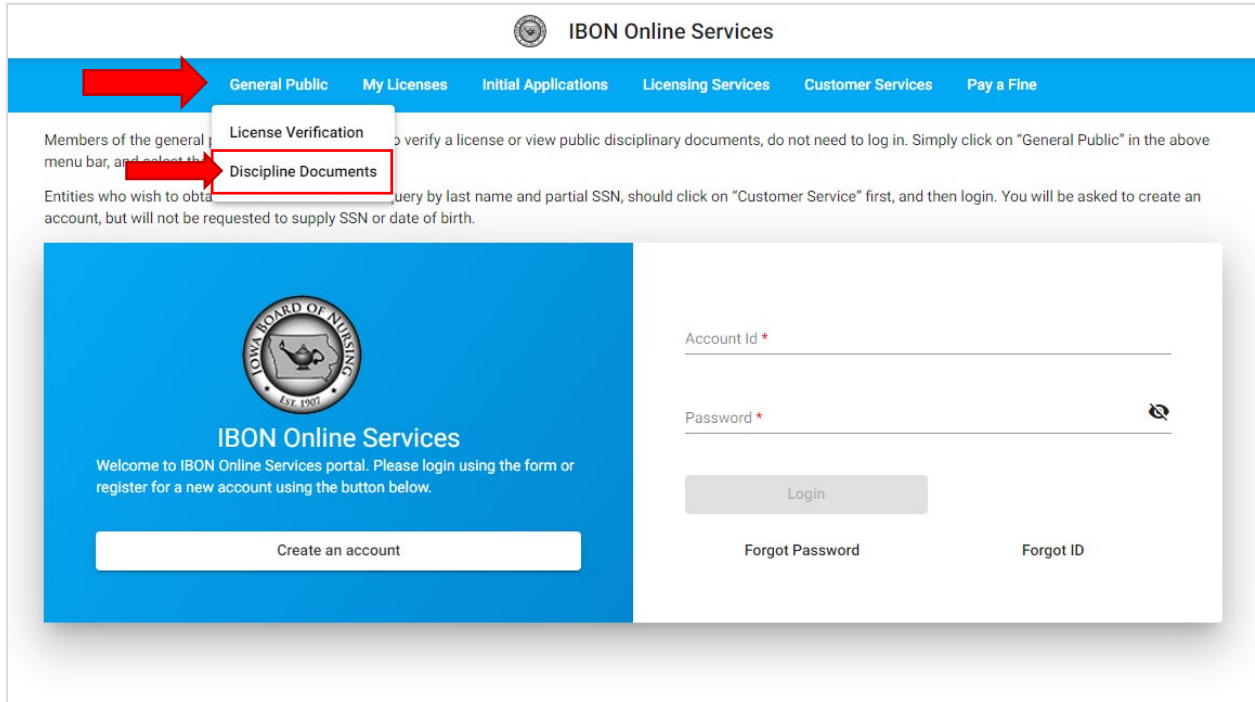 IBON Online Services
General Public My Licenses Initial Applications Licensing Services Customer Services Pay a Fine
License Verification
Discipline Documents
Members of the general p o verify a license or view public disciplinary documents, do not need to log in. Simply click on “General Public” in the above
menu bar, and select th
Entities who wish to obta uery by last name and partial SSN, should click on “Customer Service” first, and then login. You will be asked to create an
account, but will not be requested to supply SSN or date of birth.
IOWA BOARD OF NURSING
EST. 1907
IBON Online Services
Welcome to IBON Online Services portal. Please login using the form or
register for a new account using the button below.
Create an account
Account Id *
Password *
Login
Forgot Password Forgot ID